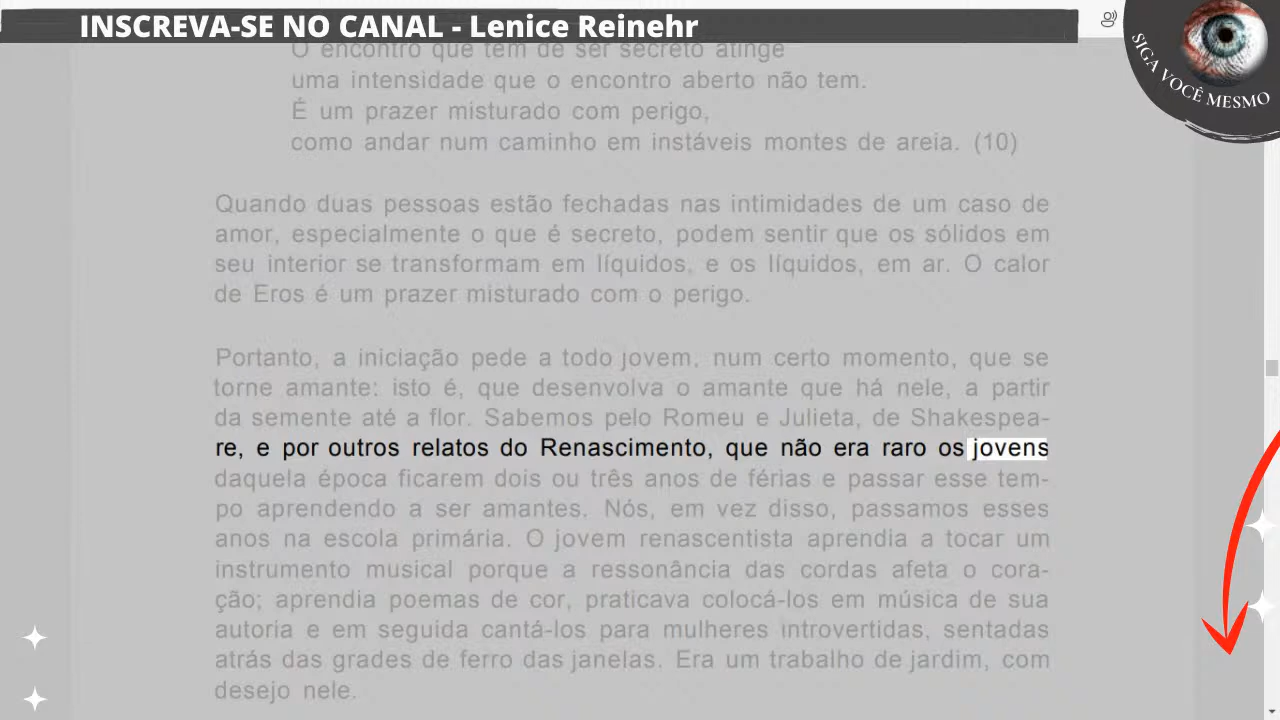 INSCREVA-SE NO CANAL - Lenice Reinehr
SIGA VOCÊ MESMO
O encontro que tem de ser secreto atinge
uma intensidade que o encontro aberto não tem.
É um prazer misturado com perigo,
como andar num caminho em instáveis montes de areia. (10)
Quando duas pessoas estão fechadas nas intimidades de um caso de
amor, especialmente o que é secreto, podem sentir que os sólidos em
seu interior se transformam em líquidos, e os líquidos, em ar. O calor
de Eros é um prazer misturado com o perigo.
Portanto, a iniciação pede a todo jovem, num certo momento, que se
torne amante: isto é, que desenvolva o amante que há nele, a partir
da semente até a flor. Sabemos pelo Romeu e Julieta, de Shakespea-
re, e por outros relatos do Renascimento, que não era raro os jovens
daquela época ficarem dois ou três anos de férias e passar esse tem-
po aprendendo a ser amantes. Nós, em vez disso, passamos esses
anos na escola primária. O jovem renascentista aprendia a tocar um
instrumento musical porque a ressonância das cordas afeta o cora-
ção; aprendia poemas de cor, praticava colocá-los em música de sua
autoria e em seguida cantá-los para mulheres introvertidas, sentadas
atrás das grades de ferro das janelas. Era um trabalho de jardim, com
desejo nele.